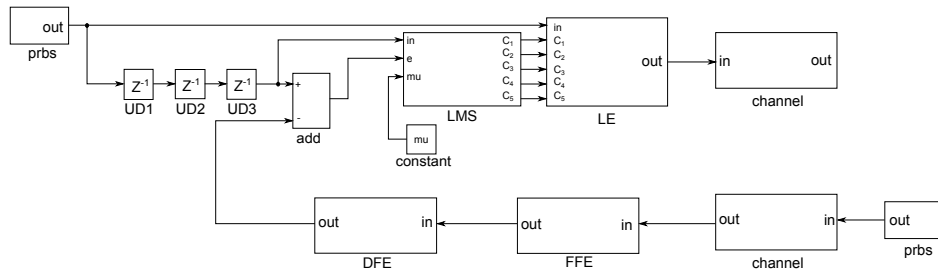 out
prbs
Z-1
UD1
Z-1
UD2
Z-1
UD3
+
-
add
in
e
mu
C1
C2
C3
C4
C5
LMS
mu
constant
in
C1
C2
C3
C4
C5
out
LE
in
out
channel
out
in
DFE
out
in
FFE
out
in
channel
out
prbs